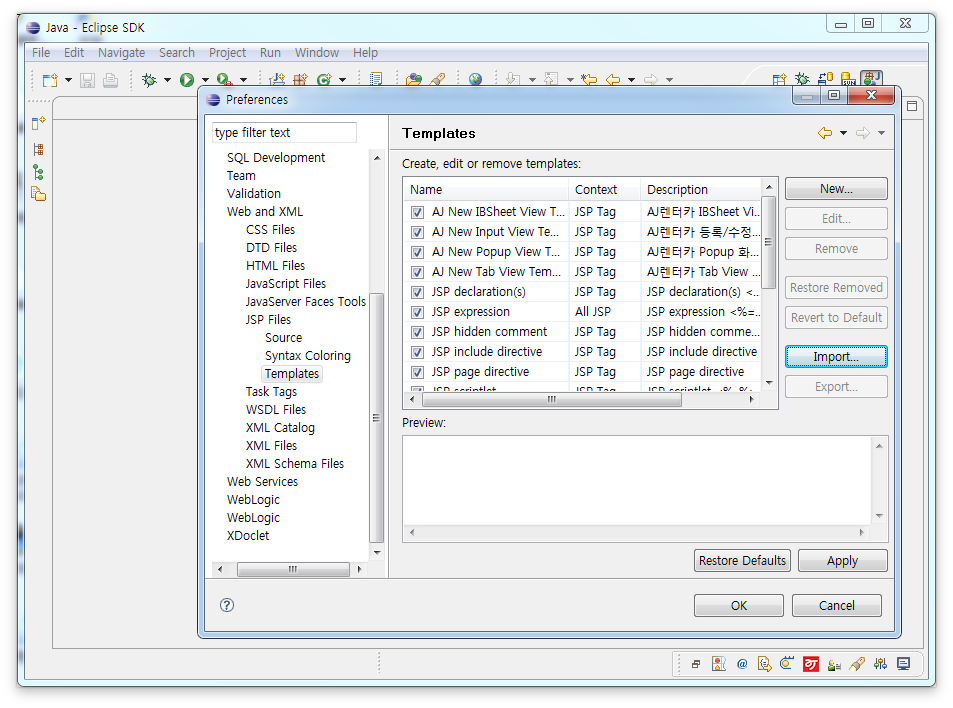 Java - Eclipse SDK
File Edit Navigate Search Project Run Window Help
Preferences
type filter text
SQL Development
Team
Validation
Web and XML
CSS Files
DTD Files
HTML Files
JavaScript Files
JavaServer Faces Tools
JSP Files
Source
Syntax Coloring
Templates
Task Tags
WSDL Files
XML Catalog
XML Files
XML Schema Files
Web Services
WebLogic
WebLogic
XDoclet
Templates
Create, edit or remove templates:
Name Context Description
AJ New IBSheet View T... JSP Tag AJ렌터카 IBSheet Vi...
AJ New Input View Te... JSP Tag AJ렌터카 등록/수정...
AJ New Popup View T... JSP Tag AJ렌터카 Popup 화...
AJ New Tab View Tem... JSP Tag AJ렌터카 Tab View ...
JSP declaration(s) JSP Tag JSP declaration(s) <...
JSP expression All JSP JSP expression <%=...
JSP hidden comment JSP Tag JSP hidden comme...
JSP include directive JSP Tag JSP include directive
JSP page directive JSP Tag JSP page directive
JSP scriptlet JSP Tag JSP scriptlet <% %>
New...
Edit...
Remove
Restore Removed
Revert to Default
Import...
Export...
Preview:
Restore Defaults Apply
OK Cancel